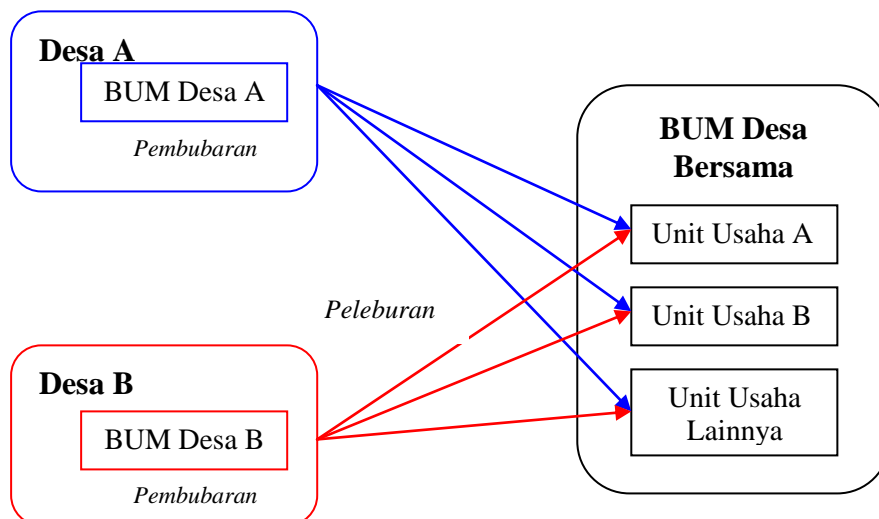 Desa A
BUM Desa A
Pembubaran
BUM Desa
Bersama
Unit Usaha A
Unit Usaha B
Unit Usaha
Lainnya
Peleburan
Desa B
BUM Desa B
Pembubaran